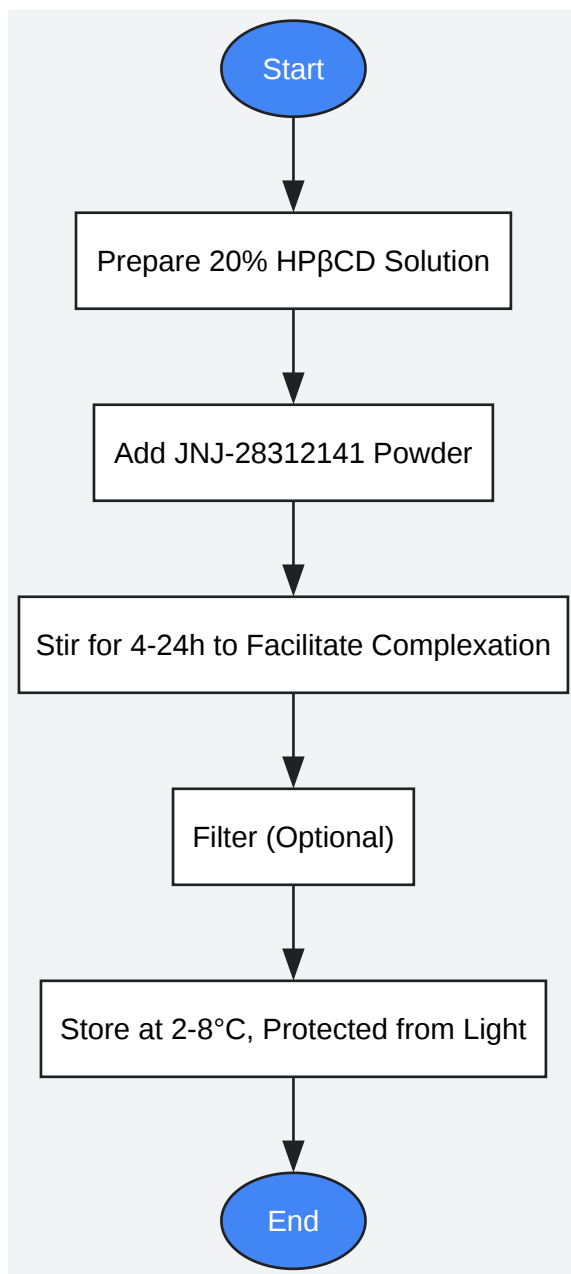 Start
Prepare 20% HPβCD Solution
Add JNJ-28312141 Powder
Stir for 4-24h to Facilitate Complexation
Filter (Optional)
Store at 2-8°C, Protected from Light
End